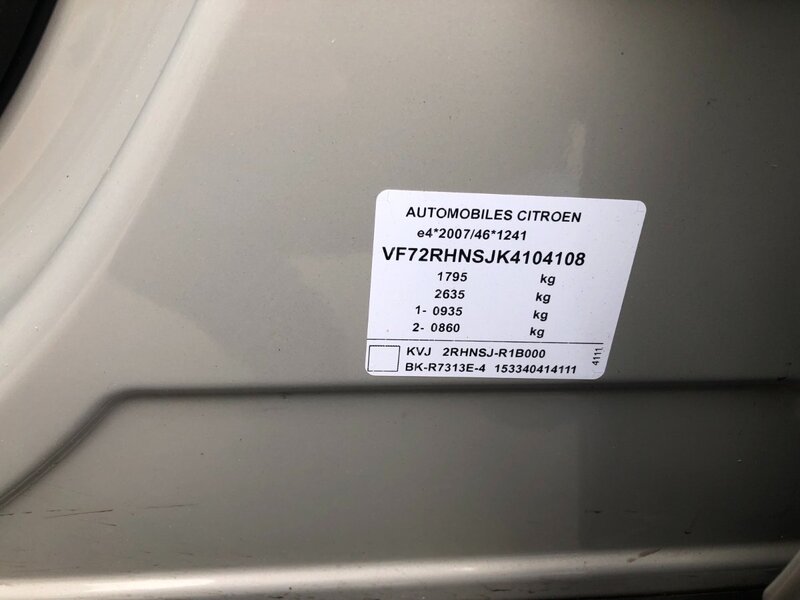 AUTOMOBILES CITROEN
e4*2007/46*1241
VF72RHNSJK4104108
1795 kg
2635 kg
1- 0935 kg
2- 0860 kg
KVJ 2RHNSJ-R1B000
BK-R7313E-4 153340414111
4111